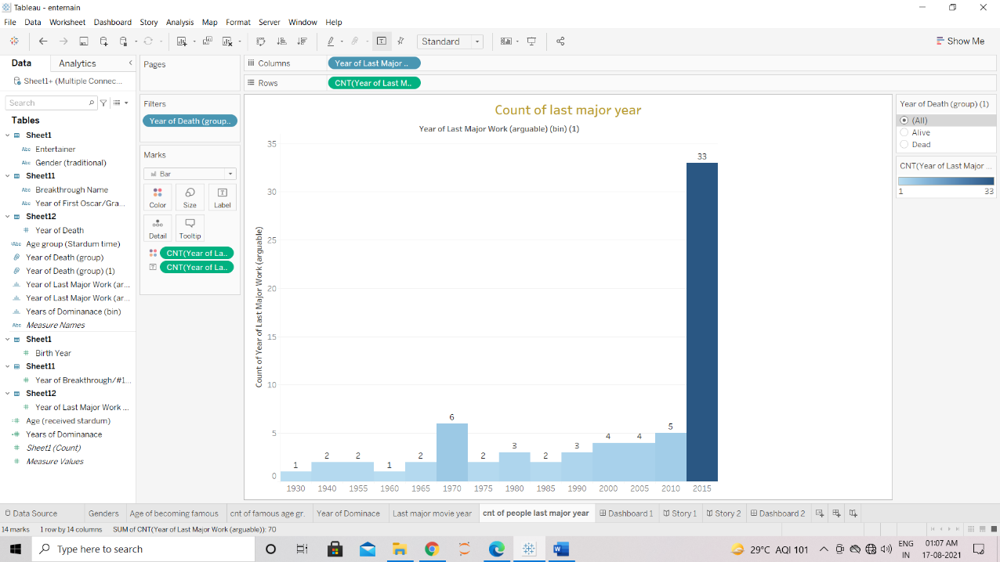 Tableau - enternain
File Data Worksheet Dashboard Story Analysis Map Format Server Window Help
Standard
Show Me
Data Analytics
Sheet1+ (Multiple Connec...
Search
Tables
Sheet1
Abc Entertainer
Abc Gender (traditional)
Sheet11
Abc Breakthrough Name
Abc Year of First Oscar/Gra...
Sheet12
# Year of Death
=Abc Age group (Stardum time)
Year of Death (group)
Year of Death (group) (1)
Year of Last Major Work (ar...
Year of Last Major Work (ar...
Years of Dominanace (bin)
Abc Measure Names
Sheet1
# Birth Year
Sheet11
# Year of Breakthrough/#1...
Sheet12
# Year of Last Major Work ...
=# Age (received stardum)
=# Years of Dominanace
# Sheet1 (Count)
# Measure Values
Pages
Filters
Year of Death (group..
Marks
Bar
Color Size Label
Detail Tooltip
CNT(Year of La..
CNT(Year of La..
Columns
Year of Last Major ..
Rows
CNT(Year of Last M..
Count of last major year
Year of Last Major Work (arguable) (bin) (1)
Count of Year of Last Major Work (arguable)
35
30
25
20
15
10
5
0
1 2 2 1 2 6 2 3 2 3 4 4 5 33
1930 1940 1955 1960 1965 1970 1975 1980 1985 1990 2000 2005 2010 2015
Year of Death (group) (1)
(All)
Alive
Dead
CNT(Year of Last Major ...
1 33
Data Source Genders Age of becoming famous cnt of famous age gr. Year of Dominace Last major movie year cnt of people last major year Dashboard 1 Story 1 Story 2 Dashboard 2
14 marks 1 row by 14 columns SUM of CNT(Year of Last Major Work (arguable)): 70
Type here to search
29°C AQI 101
ENG
IN
01:07 AM
17-08-2021